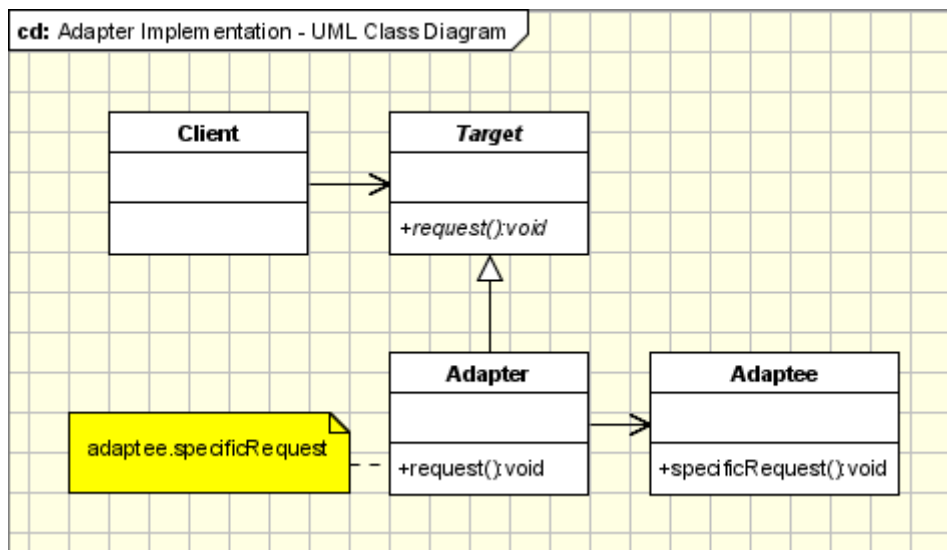 cd: Adapter Implementation - UML Class Diagram
Client
Target
+request():void
Adapter
Adaptee
adaptee.specificRequest
+request():void
+specificRequest():void